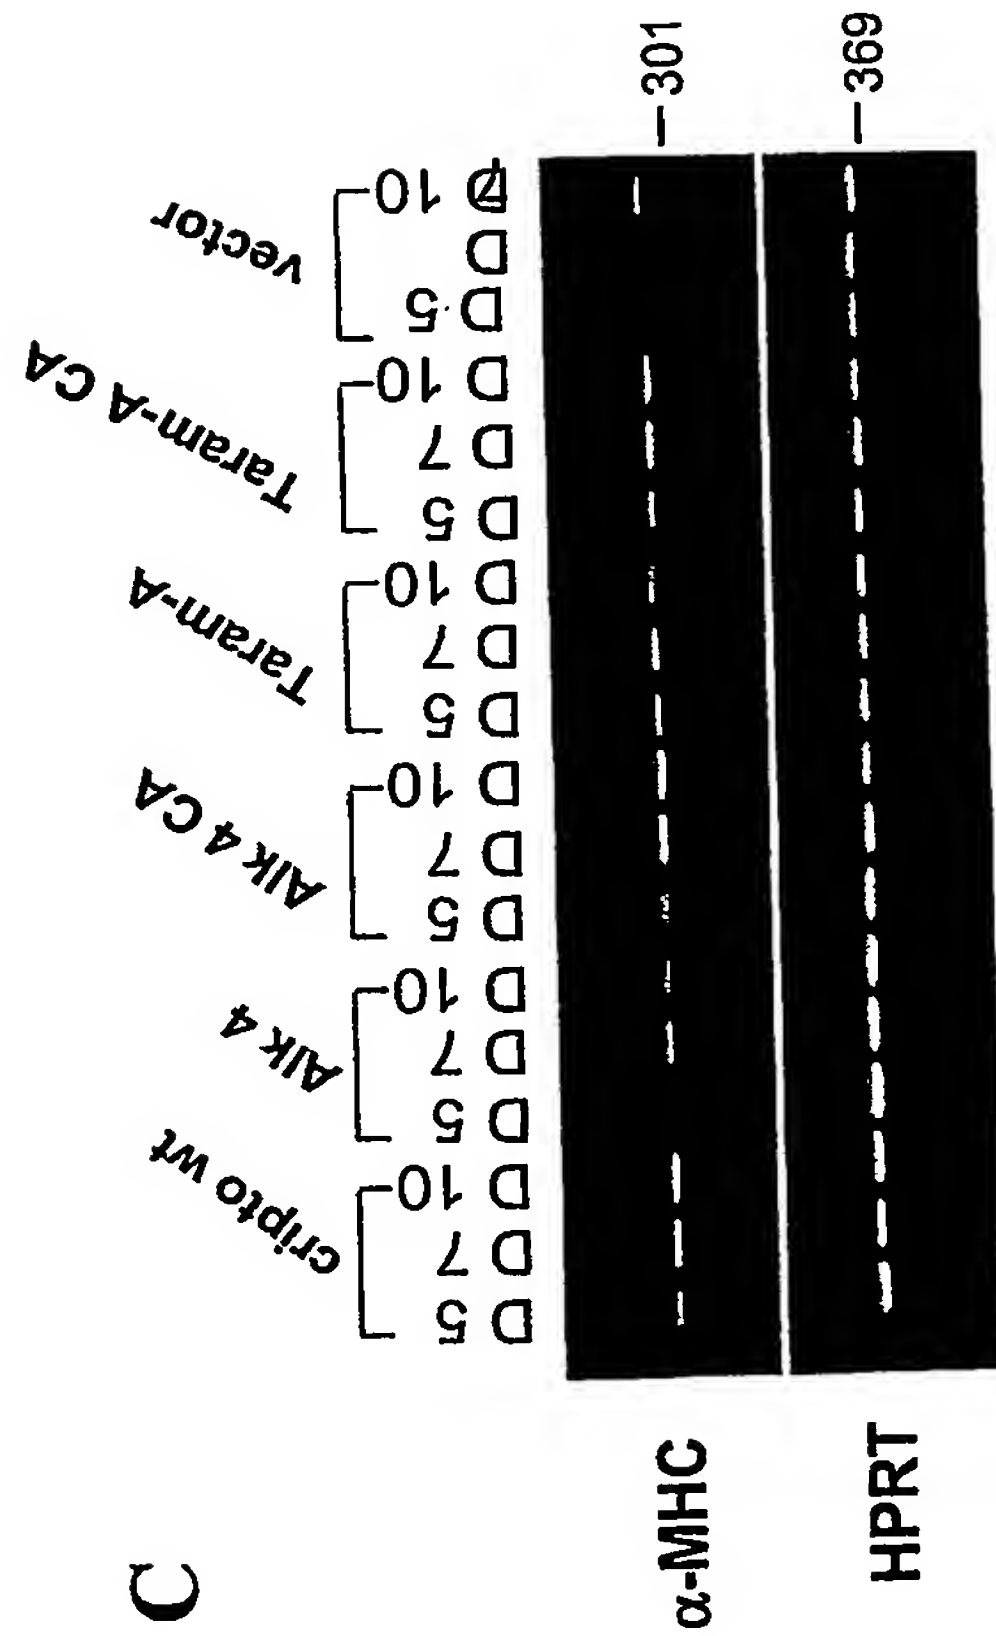 C
cripto wt
Alk 4
Alk 4 CA
Taram-A
Taram-A CA
vector
D 5
D 7
D 10
D 5
D 7
D 10
D 5
D 7
D 10
D 5
D 7
D 10
D 5
D 7
D 10
D 5
D
D 7 10
α-MHC
–301
HPRT
–369